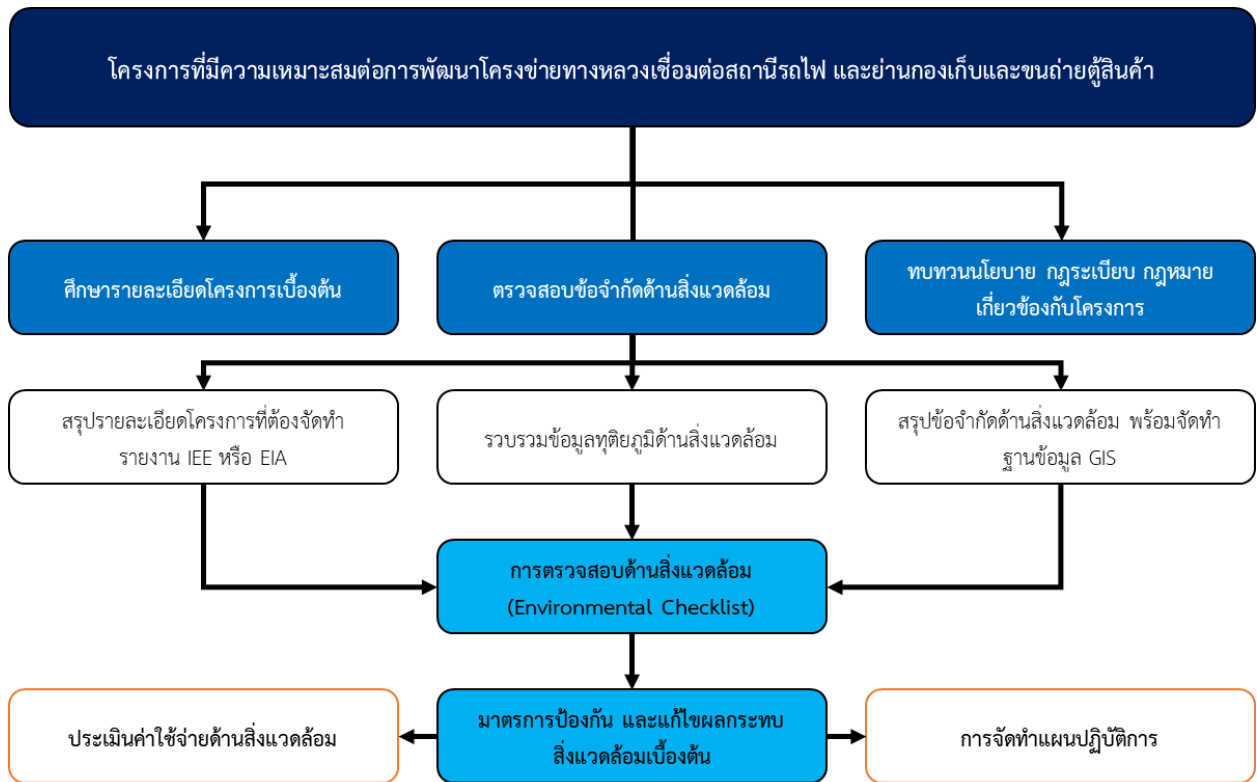 โครงการที่มีความเหมาะสมต่อการพัฒนาโครงข่ายทางหลวงเชื่อมต่อสถานีรถไฟ และย่านกองเก็บและขนถ่ายตู้สินค้า
ศึกษารายละเอียดโครงการเบื้องต้น
ตรวจสอบข้อจำกัดด้านสิ่งแวดล้อม
ทบทวนนโยบาย กฎระเบียบ กฎหมาย
เกี่ยวข้องกับโครงการ
สรุปรายละเอียดโครงการที่ต้องจัดทำ
รายงาน IEE หรือ EIA
รวบรวมข้อมูลทุติยภูมิด้านสิ่งแวดล้อม
สรุปข้อจำกัดด้านสิ่งแวดล้อม พร้อมจัดทำ
ฐานข้อมูล GIS
การตรวจสอบด้านสิ่งแวดล้อม
(Environmental Checklist)
ประเมินค่าใช้จ่ายด้านสิ่งแวดล้อม
มาตรการป้องกัน และแก้ไขผลกระทบ
สิ่งแวดล้อมเบื้องต้น
การจัดทำแผนปฏิบัติการ